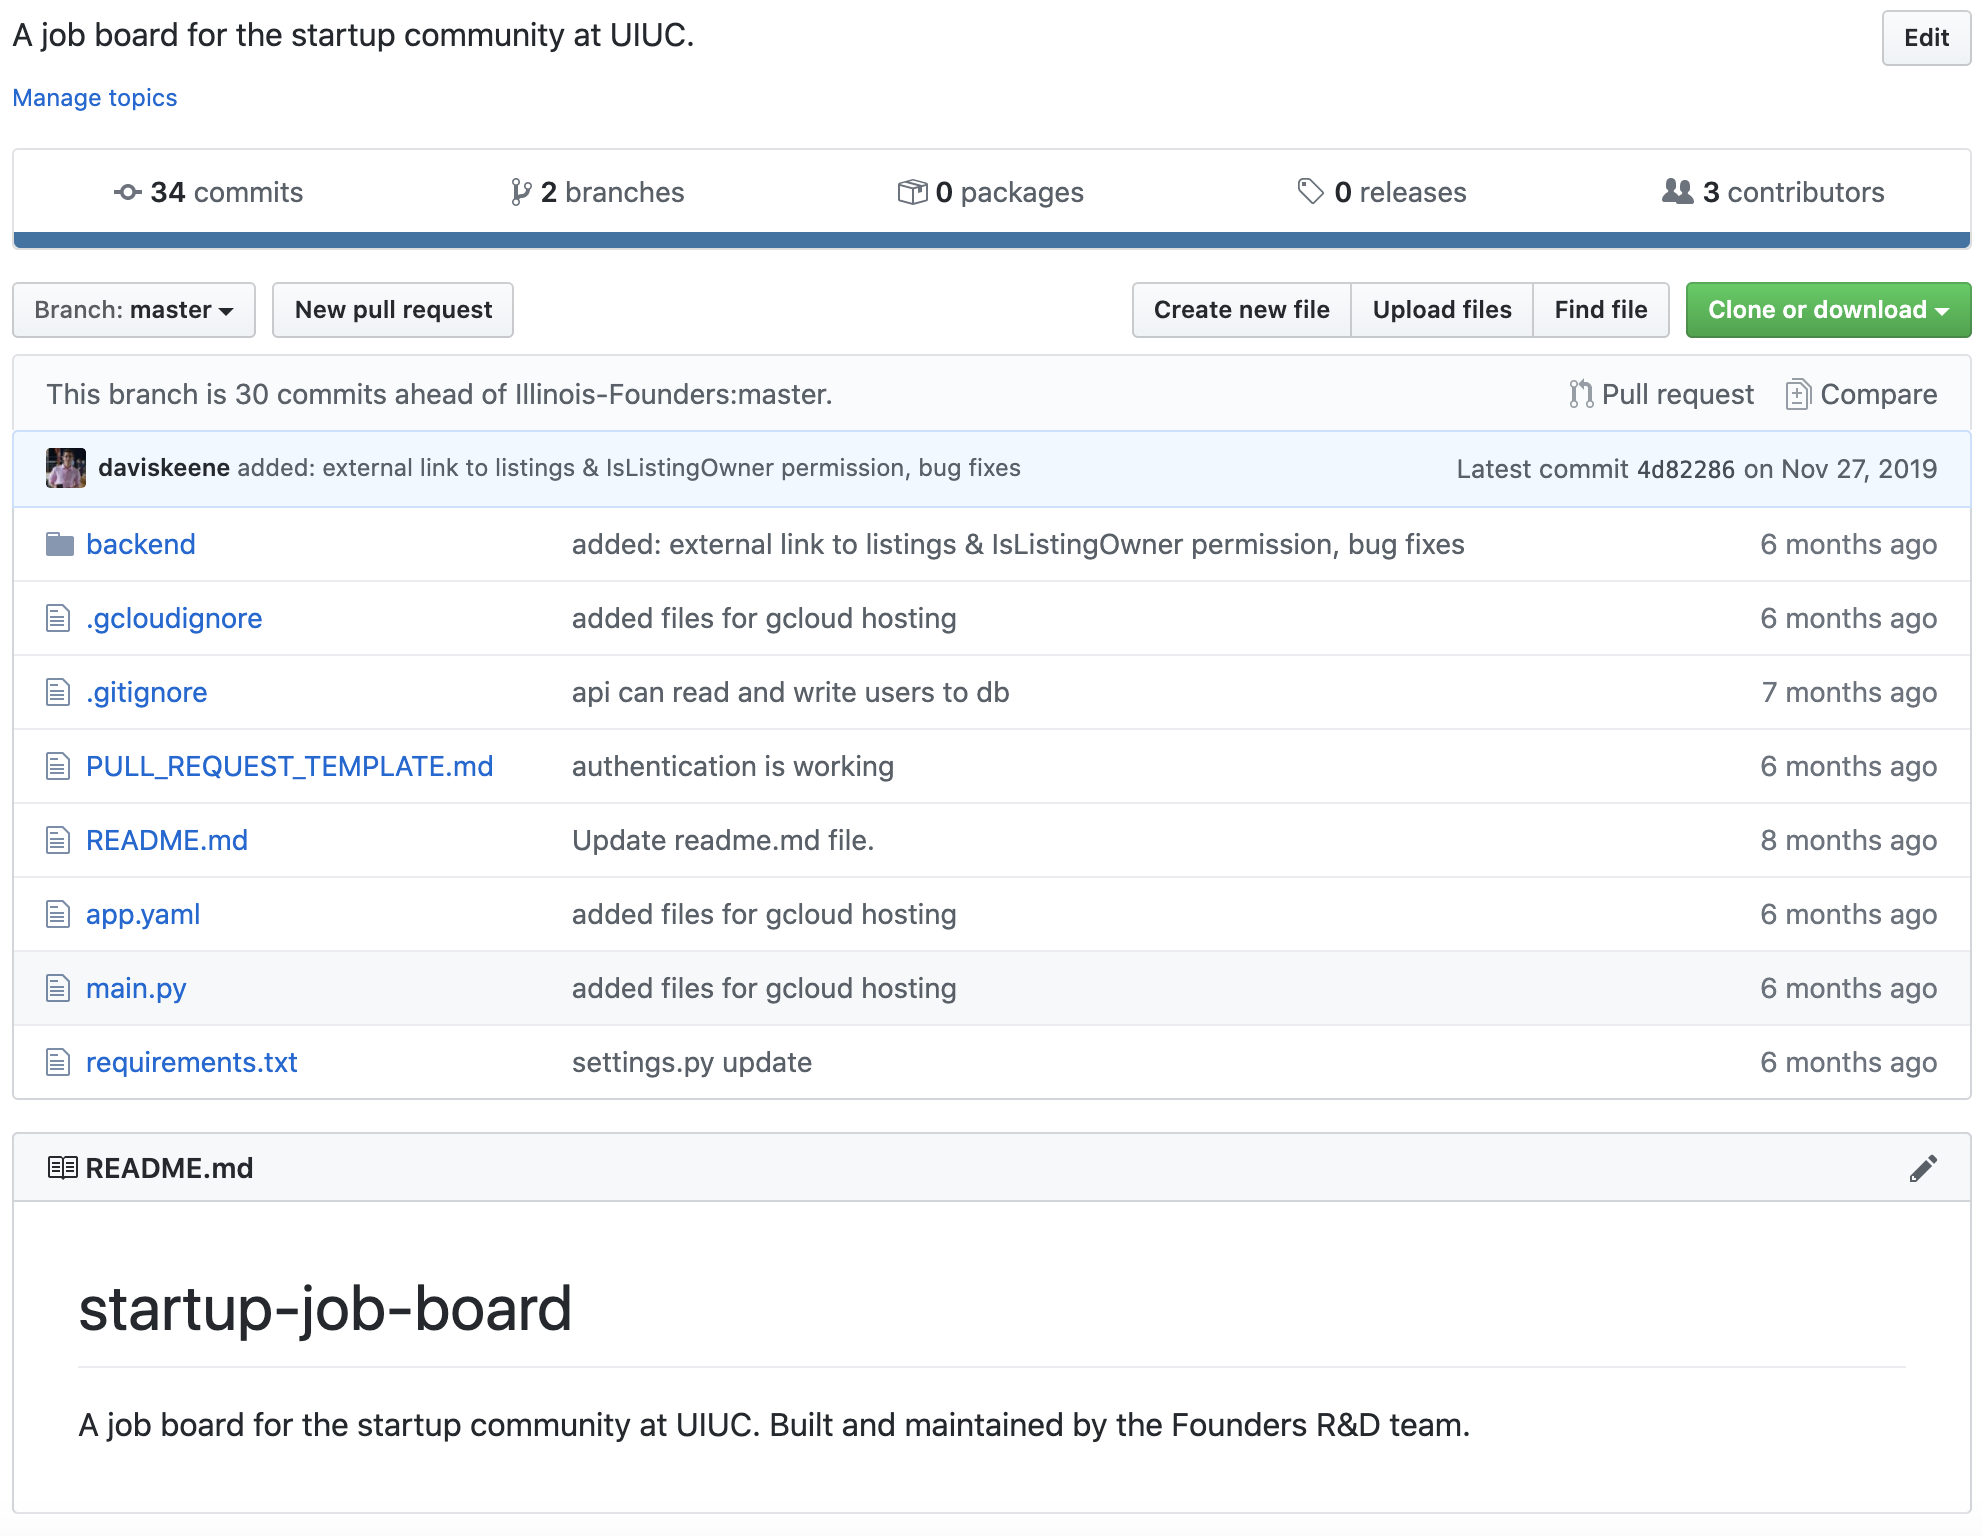 A job board for the startup community at UIUC.
Edit
Manage topics
34 commits 2 branches 0 packages 0 releases 3 contributors
Branch: master New pull request Create new file Upload files Find file Clone or download
This branch is 30 commits ahead of Illinois-Founders:master. Pull request Compare
daviskeene added: external link to listings & IsListingOwner permission, bug fixes Latest commit 4d82286 on Nov 27, 2019
backend added: external link to listings & IsListingOwner permission, bug fixes 6 months ago
.gcloudignore added files for gcloud hosting 6 months ago
.gitignore api can read and write users to db 7 months ago
PULL_REQUEST_TEMPLATE.md authentication is working 6 months ago
README.md Update readme.md file. 8 months ago
app.yaml added files for gcloud hosting 6 months ago
main.py added files for gcloud hosting 6 months ago
requirements.txt settings.py update 6 months ago
README.md
startup-job-board
A job board for the startup community at UIUC. Built and maintained by the Founders R&D team.